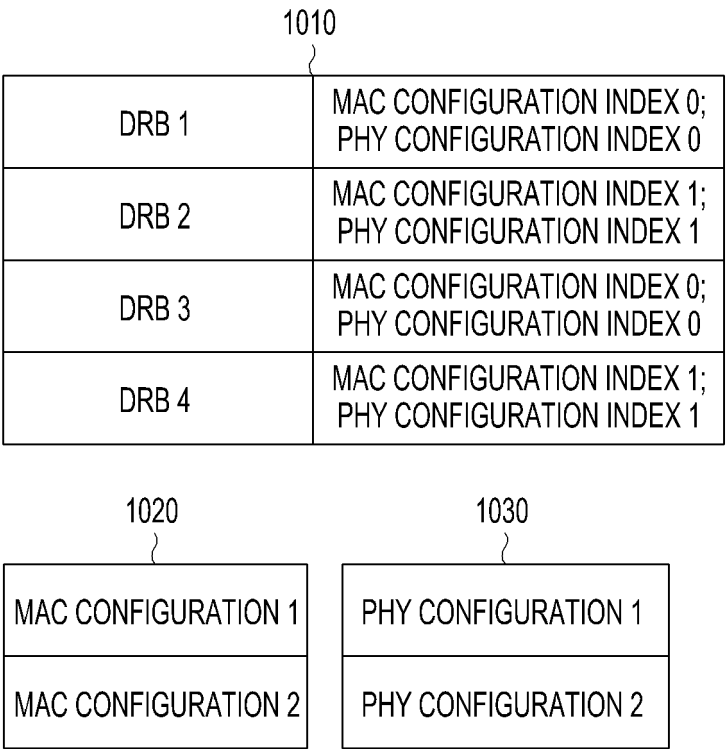 1010
DRB 1
MAC CONFIGURATION INDEX 0;
PHY CONFIGURATION INDEX 0
DRB 2
MAC CONFIGURATION INDEX 1;
PHY CONFIGURATION INDEX 1
DRB 3
MAC CONFIGURATION INDEX 0;
PHY CONFIGURATION INDEX 0
DRB 4
MAC CONFIGURATION INDEX 1;
PHY CONFIGURATION INDEX 1
1020
MAC CONFIGURATION 1
MAC CONFIGURATION 2
1030
PHY CONFIGURATION 1
PHY CONFIGURATION 2